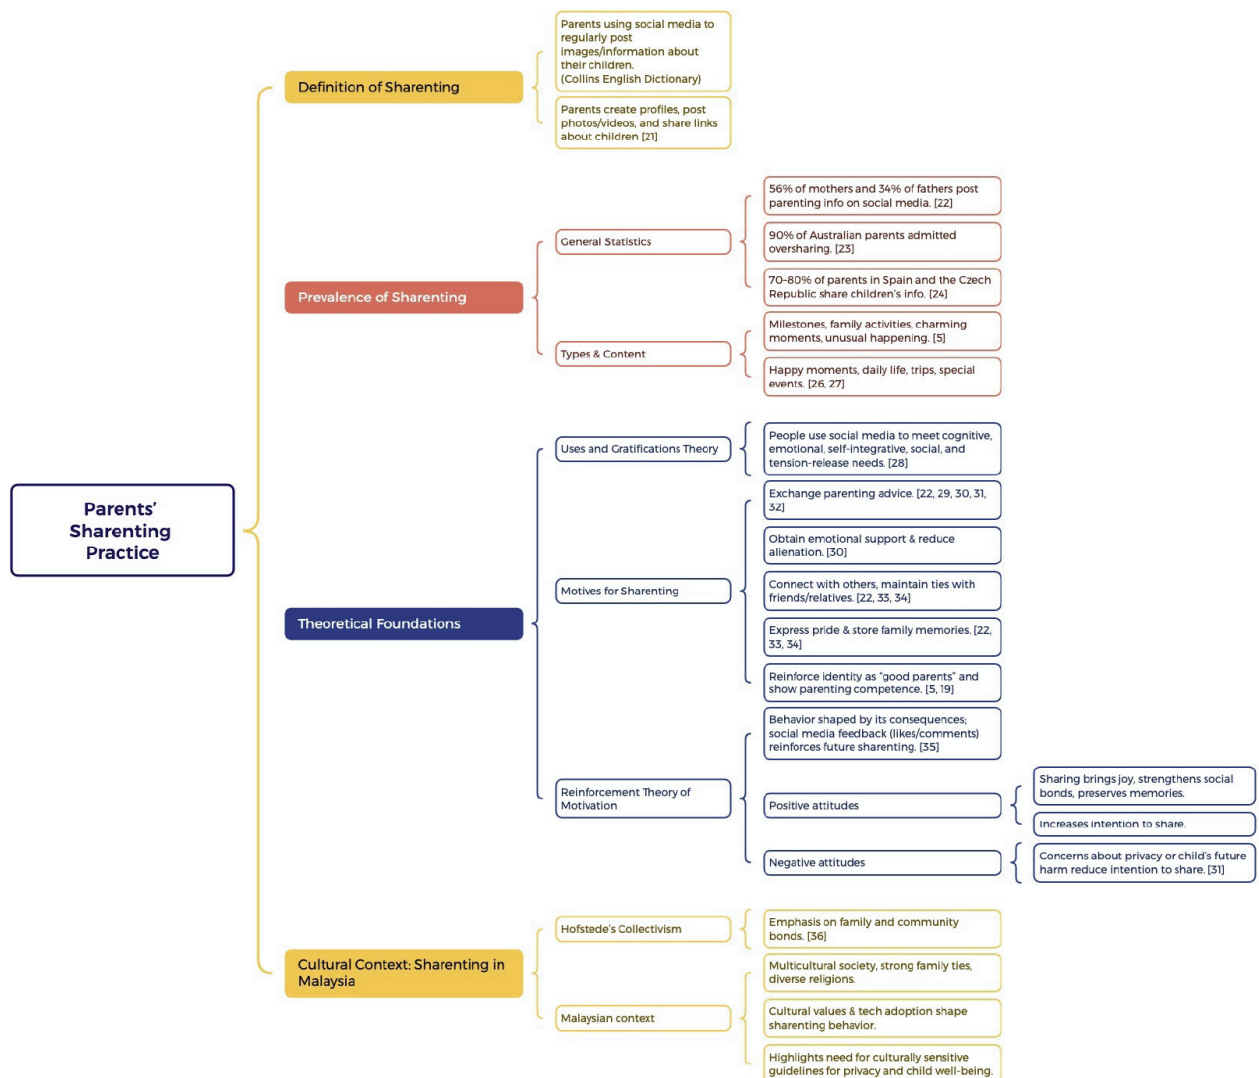 Parents'
Sharenting
Practice
Definition of Sharenting
Parents using social media to
regularly post
images/information about
their children.
(Collins English Dictionary)
Parents create profiles, post
photos/videos, and share links
about children [21]
Prevalence of Sharenting
General Statistics
56% of mothers and 34% of fathers post
parenting info on social media. [22]
90% of Australian parents admitted
oversharing. [23]
70–80% of parents in Spain and the Czech
Republic share children's info. [24]
Types & Content
Milestones, family activities, charming
moments, unusual happening. [5]
Happy moments, daily life, trips, special
events. [26, 27]
Theoretical Foundations
Uses and Gratifications Theory
People use social media to meet cognitive,
emotional, self-integrative, social, and
tension-release needs. [28]
Motives for Sharenting
Exchange parenting advice. [22, 29, 30, 31,
32]
Obtain emotional support & reduce
alienation. [30]
Connect with others, maintain ties with
friends/relatives. [22, 33, 34]
Express pride & store family memories. [22,
33, 34]
Reinforce identity as "good parents" and
show parenting competence. [5, 19]
Reinforcement Theory of
Motivation
Behavior shaped by its consequences;
social media feedback (likes/comments)
reinforces future sharenting. [35]
Positive attitudes
Sharing brings joy, strengthens social
bonds, preserves memories.
Increases intention to share.
Negative attitudes
Concerns about privacy or child's future
harm reduce intention to share. [31]
Cultural Context: Sharenting in
Malaysia
Hofstede's Collectivism
Emphasis on family and community
bonds. [36]
Malaysian context
Multicultural society, strong family ties,
diverse religions.
Cultural values & tech adoption shape
sharenting behavior.
Highlights need for culturally sensitive
guidelines for privacy and child well-being.